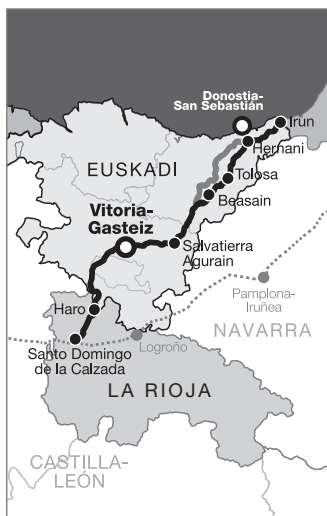 Donostia-
San Sebastián
Irun
Hernani
EUSKADI
Tolosa
Beasain
Vitoria-
Gasteiz
Salvatierra
Agurain
Pamplona-
Iruñea
Haro
NAVARRA
Logroño
Santo Domingo
de la Calzada
LA RIOJA
CASTILLA-
LEÓN